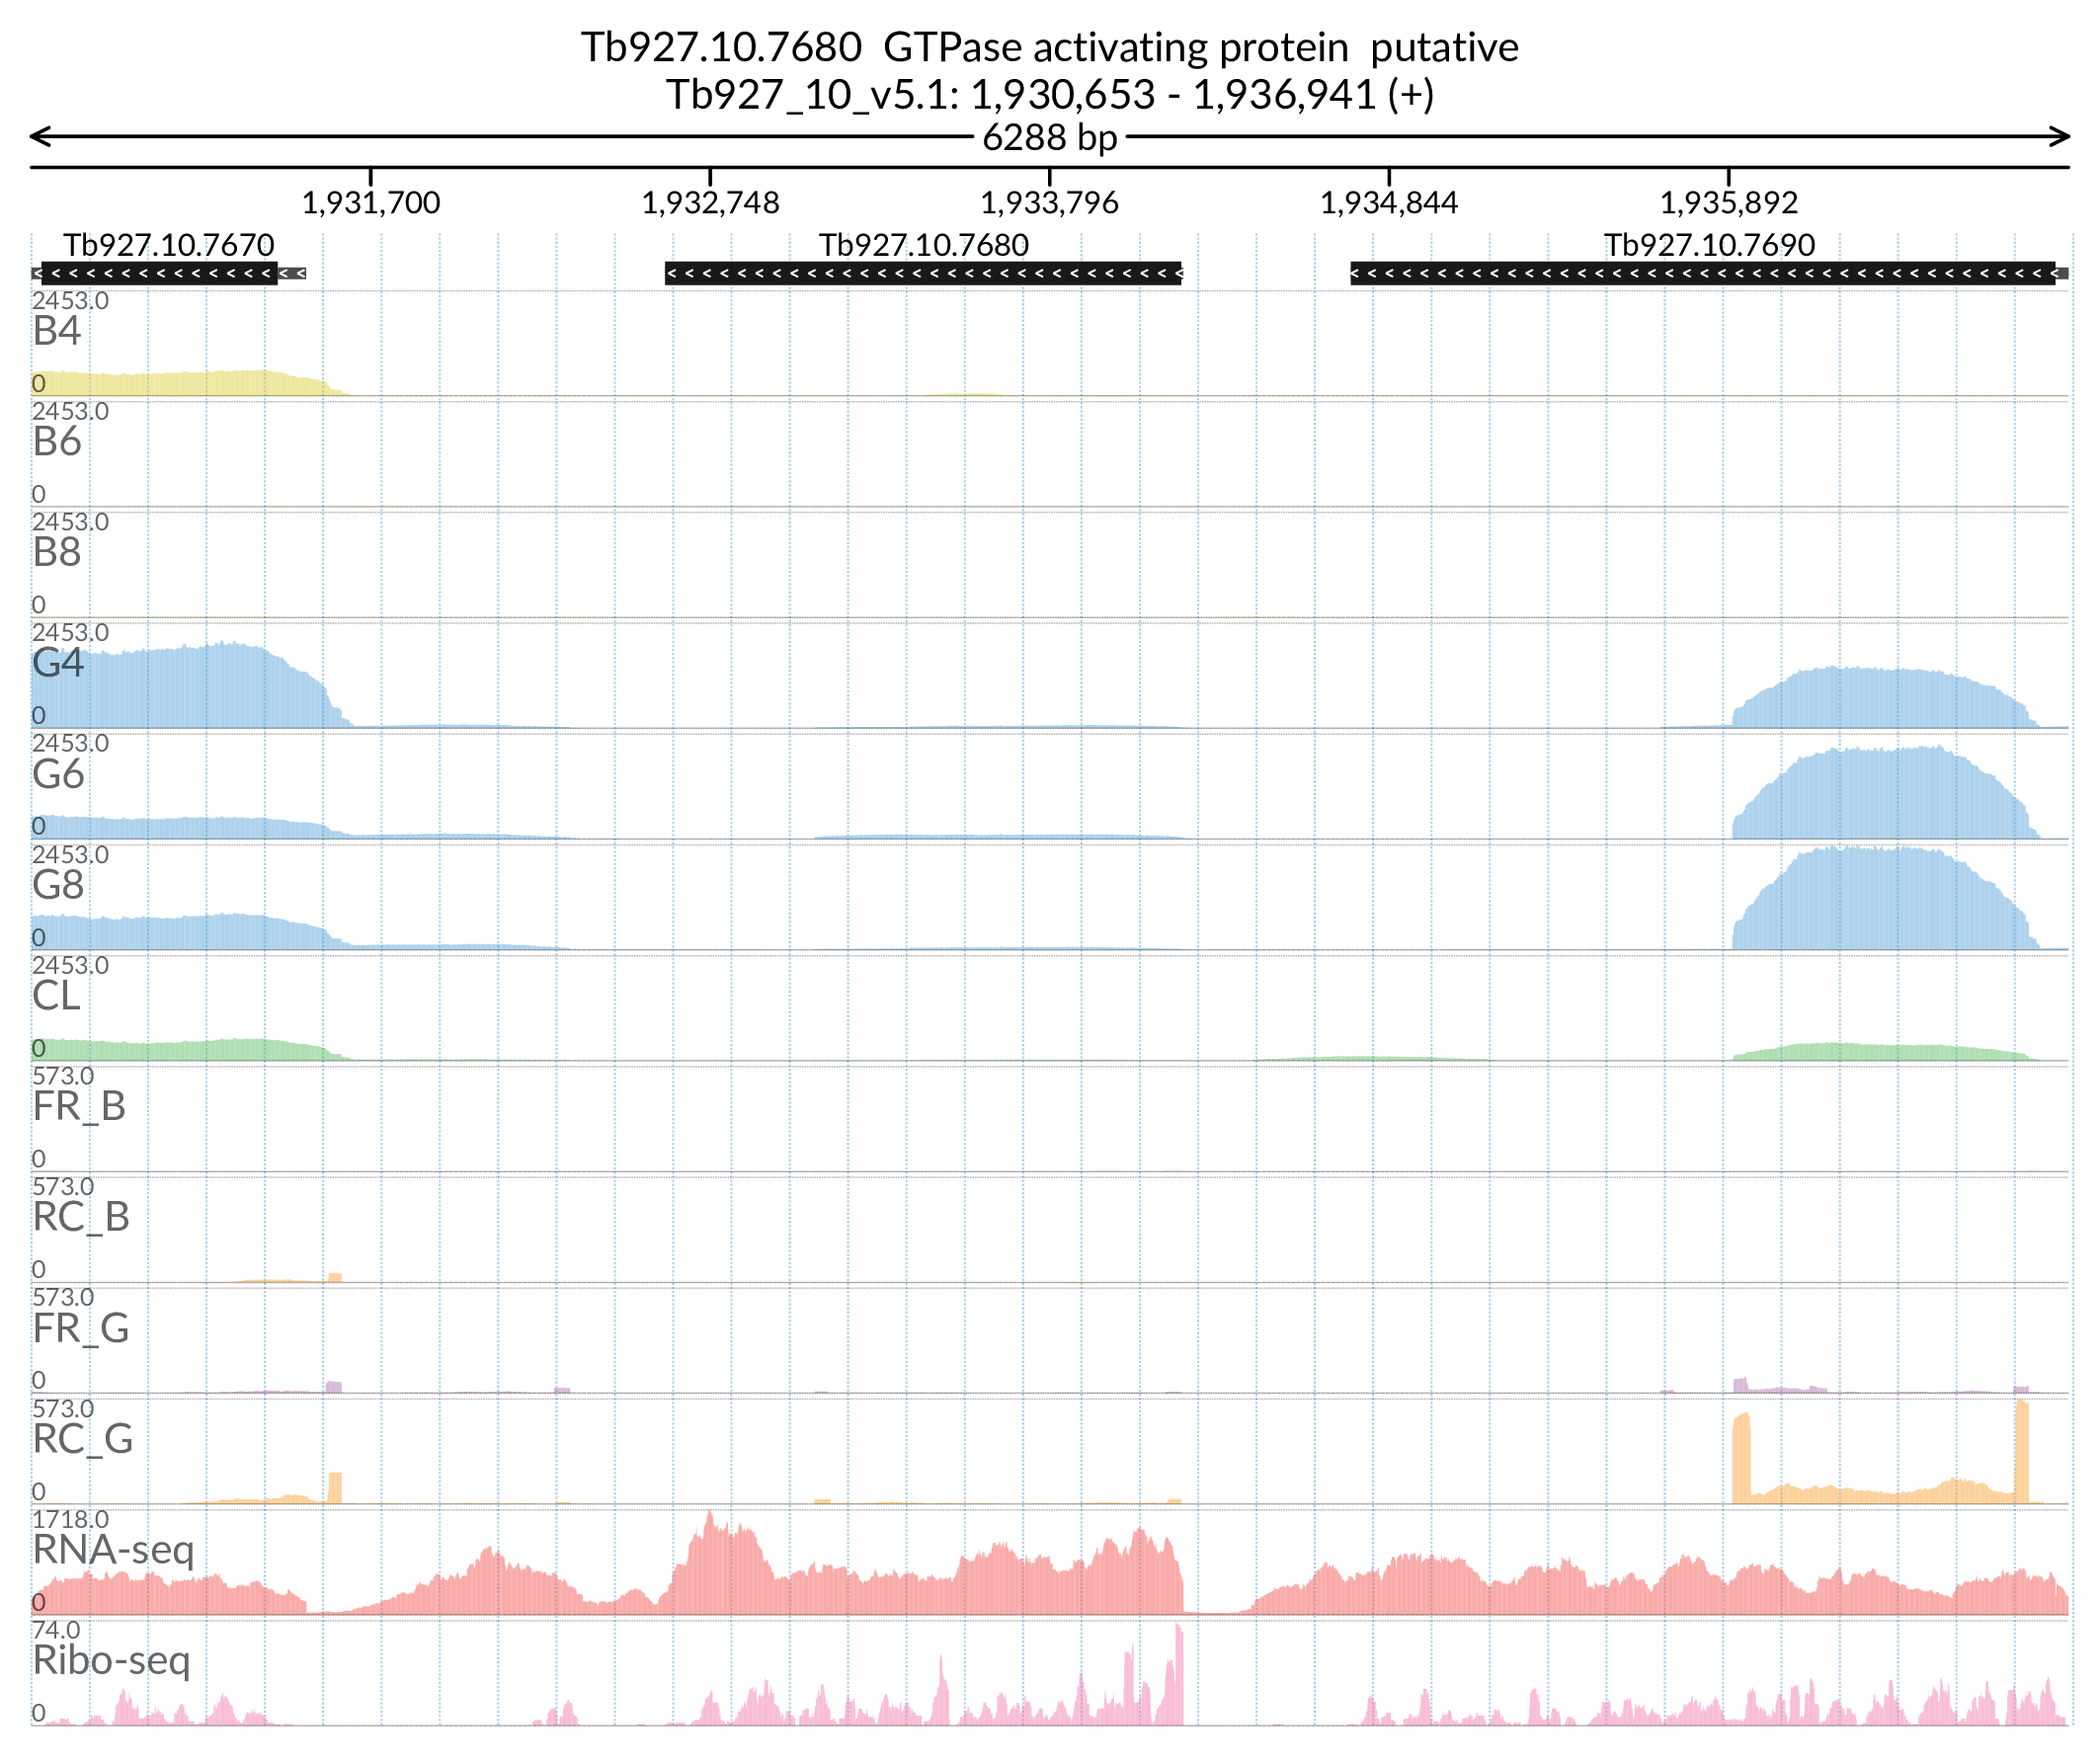 Tb927.10.7680  GTPase activating protein  putative
Tb927_10_v5.1: 1,930,653 - 1,936,941 (+)
6288 bp
1,931,700 1,932,748 1,933,796 1,934,844 1,935,892
Tb927.10.7670 Tb927.10.7680 Tb927.10.7690
2453.0
B4
0
2453.0
B6
0
2453.0
B8
0
2453.0
G4
0
2453.0
G6
0
2453.0
G8
0
2453.0
CL
0
573.0
FR_B
0
573.0
RC_B
0
573.0
FR_G
0
573.0
RC_G
0
1718.0
RNA-seq
0
74.0
Ribo-seq
0